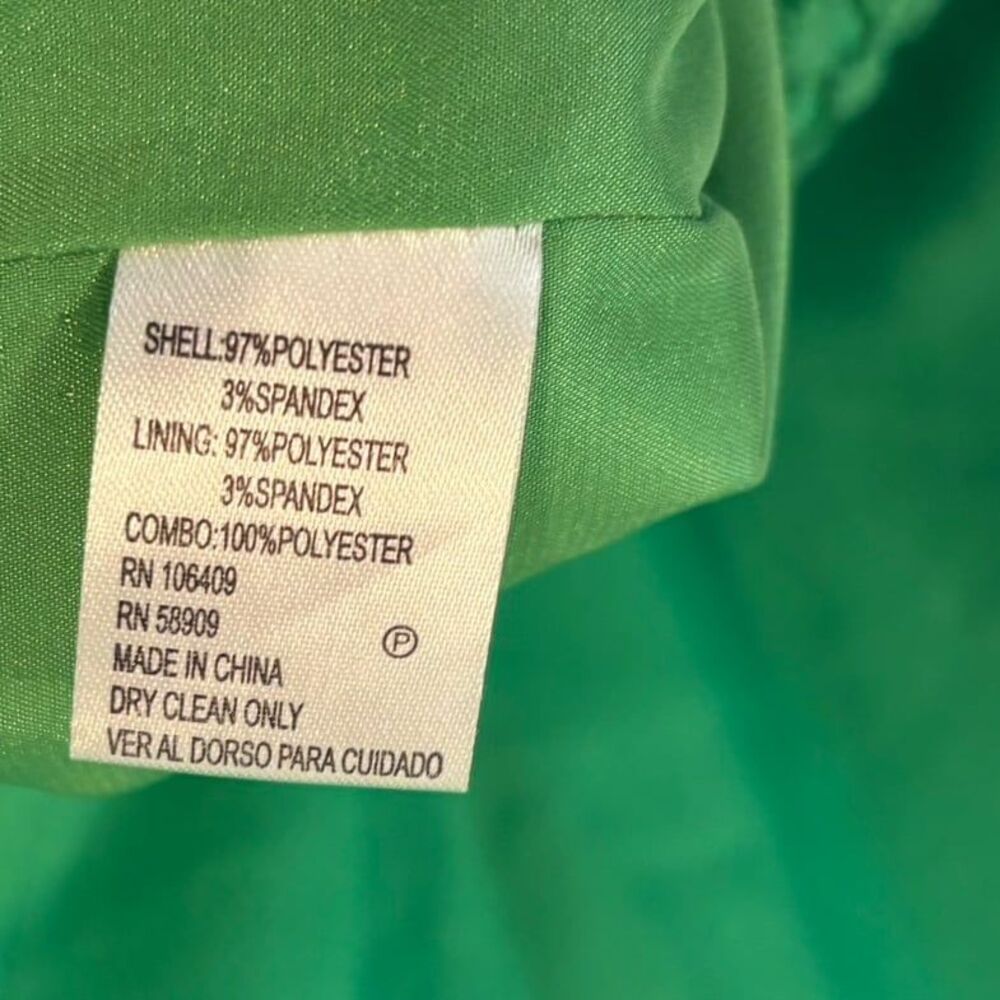 SHELL:97%POLYESTER
3%SPANDEX
LINING: 97%POLYESTER
3%SPANDEX
COMBO:100%POLYESTER
RN 106409
RN 58909
P
MADE IN CHINA
DRY CLEAN ONLY
VER AL DORSO PARA CUIDADO